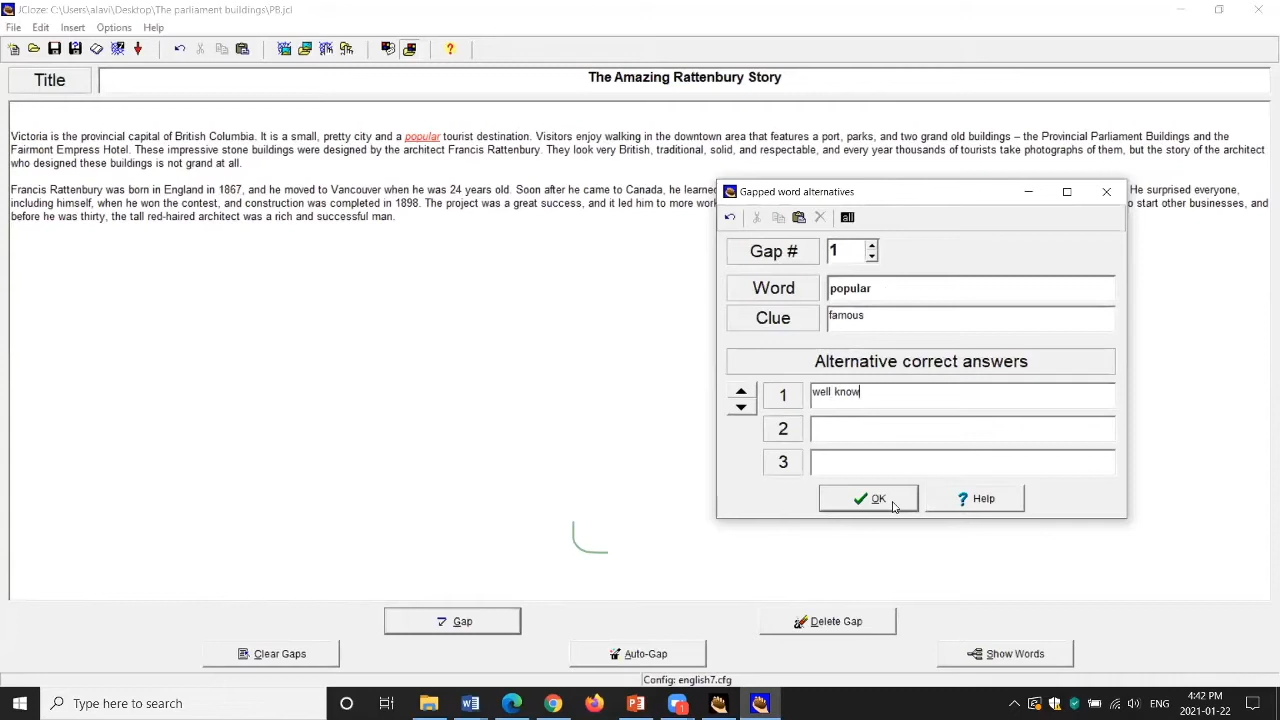 JCloze: C:\Users\alavi\Desktop\The parliament buildings\PB.jcl
File Edit Insert Options Help
Title
The Amazing Rattenbury Story
Victoria is the provincial capital of British Columbia. It is a small, pretty city and a popular tourist destination. Visitors enjoy walking in the downtown area that features a port, parks, and two grand old buildings – the Provincial Parliament Buildings and the
Fairmont Empress Hotel. These impressive stone buildings were designed by the architect Francis Rattenbury. They look very British, traditional, solid, and respectable, and every year thousands of tourists take photographs of them, but the story of the architect
who designed these buildings is not grand at all.
Francis Rattenbury was born in England in 1867, and he moved to Vancouver when he was 24 years old. Soon after he came to Canada, he learne He surprised everyone,
including himself, when he won the contest, and construction was completed in 1898. The project was a great success, and it led him to more work o start other businesses, and
before he was thirty, the tall red-haired architect was a rich and successful man.
Gapped word alternatives
all
Gap # 1
Word popular
Clue famous
Alternative correct answers
1 well know
2
3
OK Help
Gap Delete Gap
Clear Gaps Auto-Gap Show Words
Config: english7.cfg
Type here to search
ENG
4:42 PM
2021-01-22